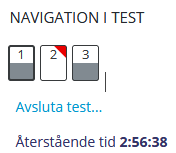 NAVIGATION I TEST
1 2 3
Avsluta test...
Återstående tid 2:56:38